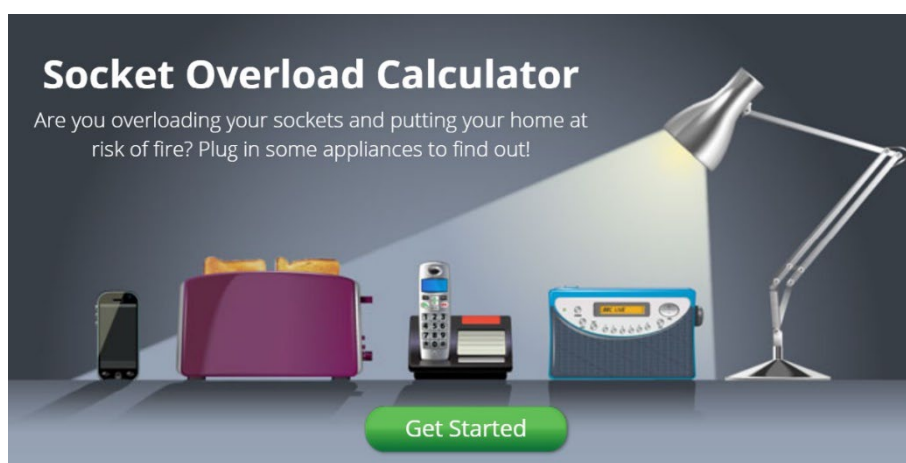 Socket Overload Calculator
Are you overloading your sockets and putting your home at
risk of fire? Plug in some appliances to find out!
Get Started